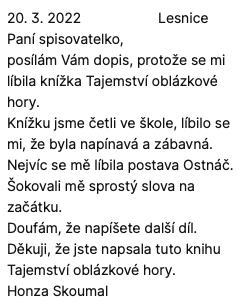 20. 3. 2022 Lesnice
Paní spisovatelko,
posílám Vám dopis, protože se mi
líbila knížka Tajemství oblázkové
hory.
Knížku jsme četli ve škole, líbilo se
mi, že byla napínavá a zábavná.
Nejvíc se mě líbila postava Ostnáč.
Šokovali mě sprostý slova na
začátku.
Doufám, že napíšete další díl.
Děkuji, že jste napsala tuto knihu
Tajemství oblázkové hory.
Honza Skoumal